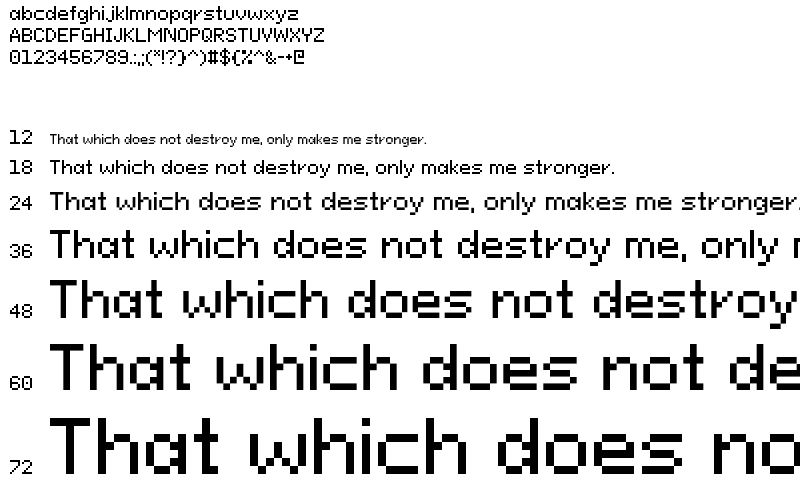 abcdefghijklmnopqrstuvwxyz
ABCDEFGHIJKLMNOPQRSTUVWXYZ
0123456789.:,;(*!?}^)#${%^&-+@
12 That which does not destroy me, only makes me stronger.
18 That which does not destroy me, only makes me stronger.
24 That which does not destroy me, only makes me stronger.
36 That which does not destroy me, only
48 That which does not destroy
60 That which does not de
72 That which does no